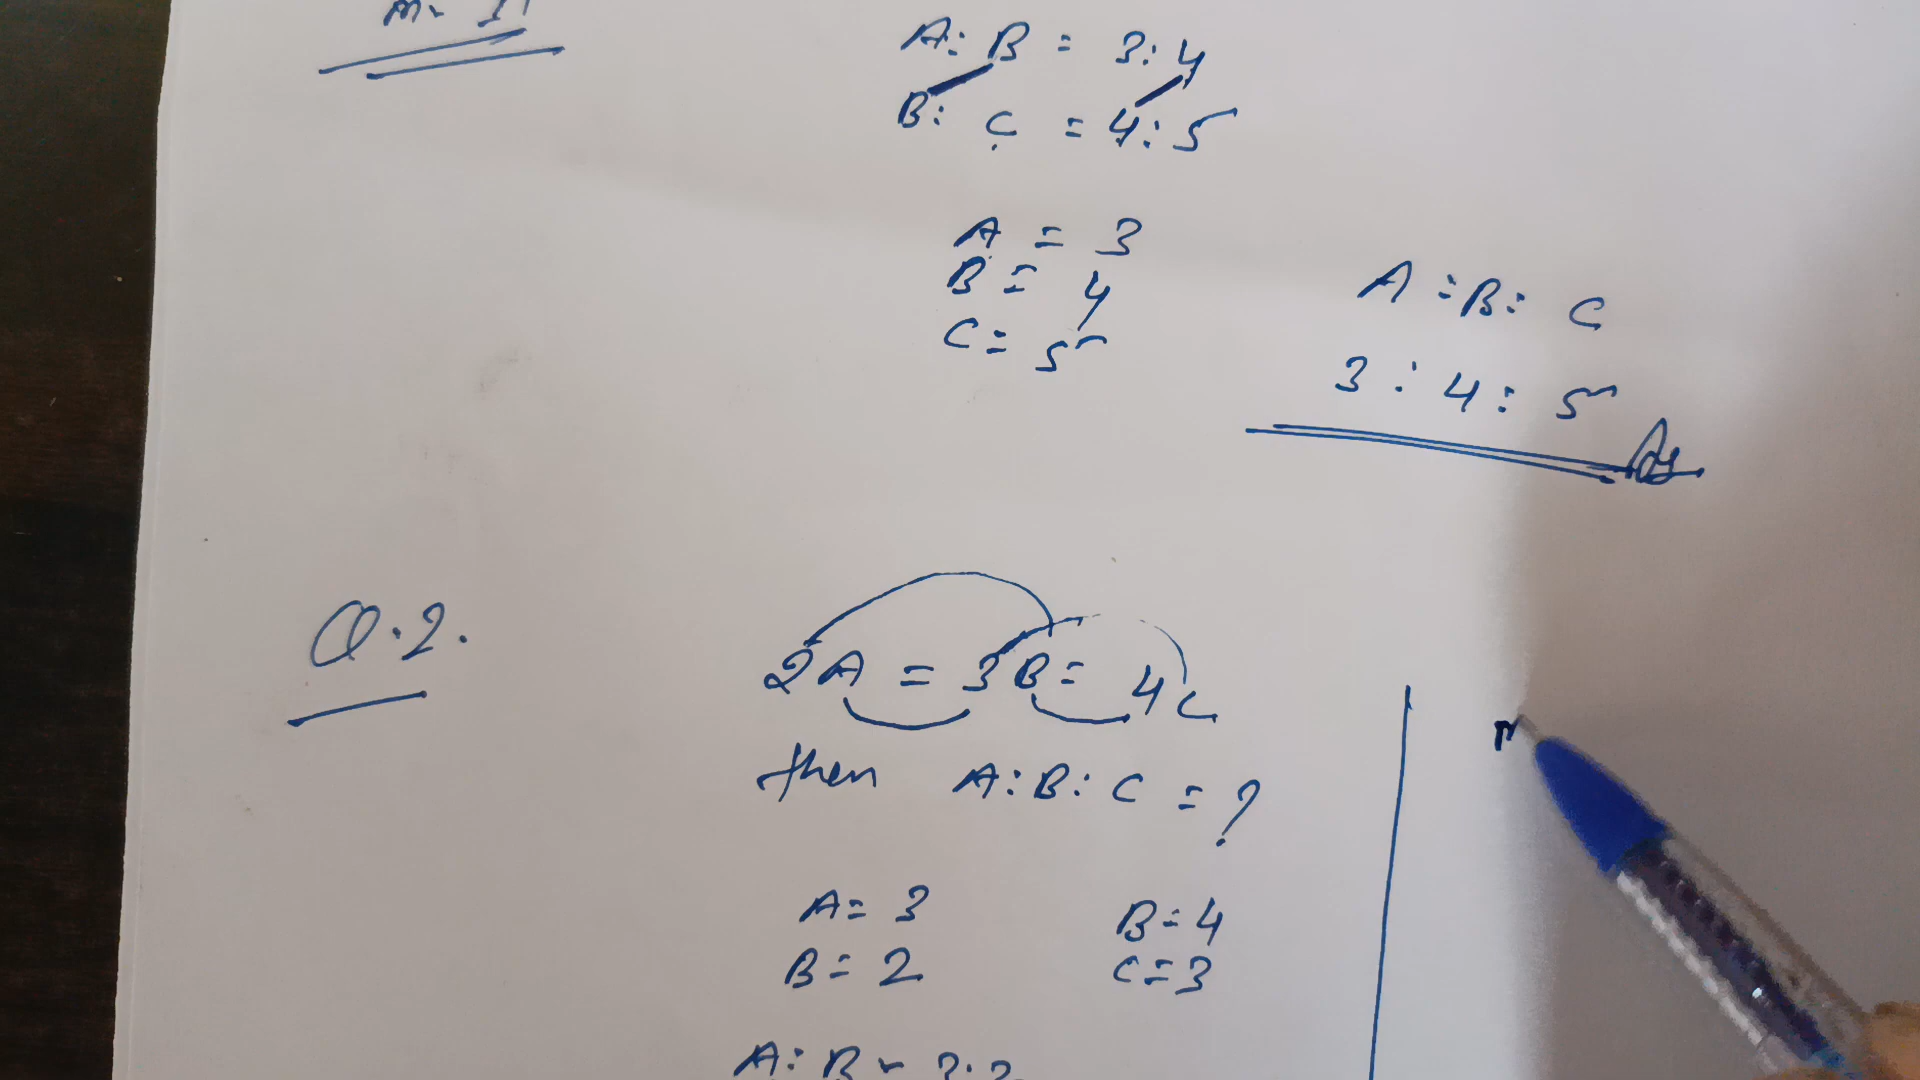 A:B = 3:4
B:C = 4:5
A = 3
B = 4
C = 5
A:B:C
3:4:5
Q.2.
2A = 3B = 4C
then A:B:C = ?
A = 3
B = 2
B = 4
C = 3